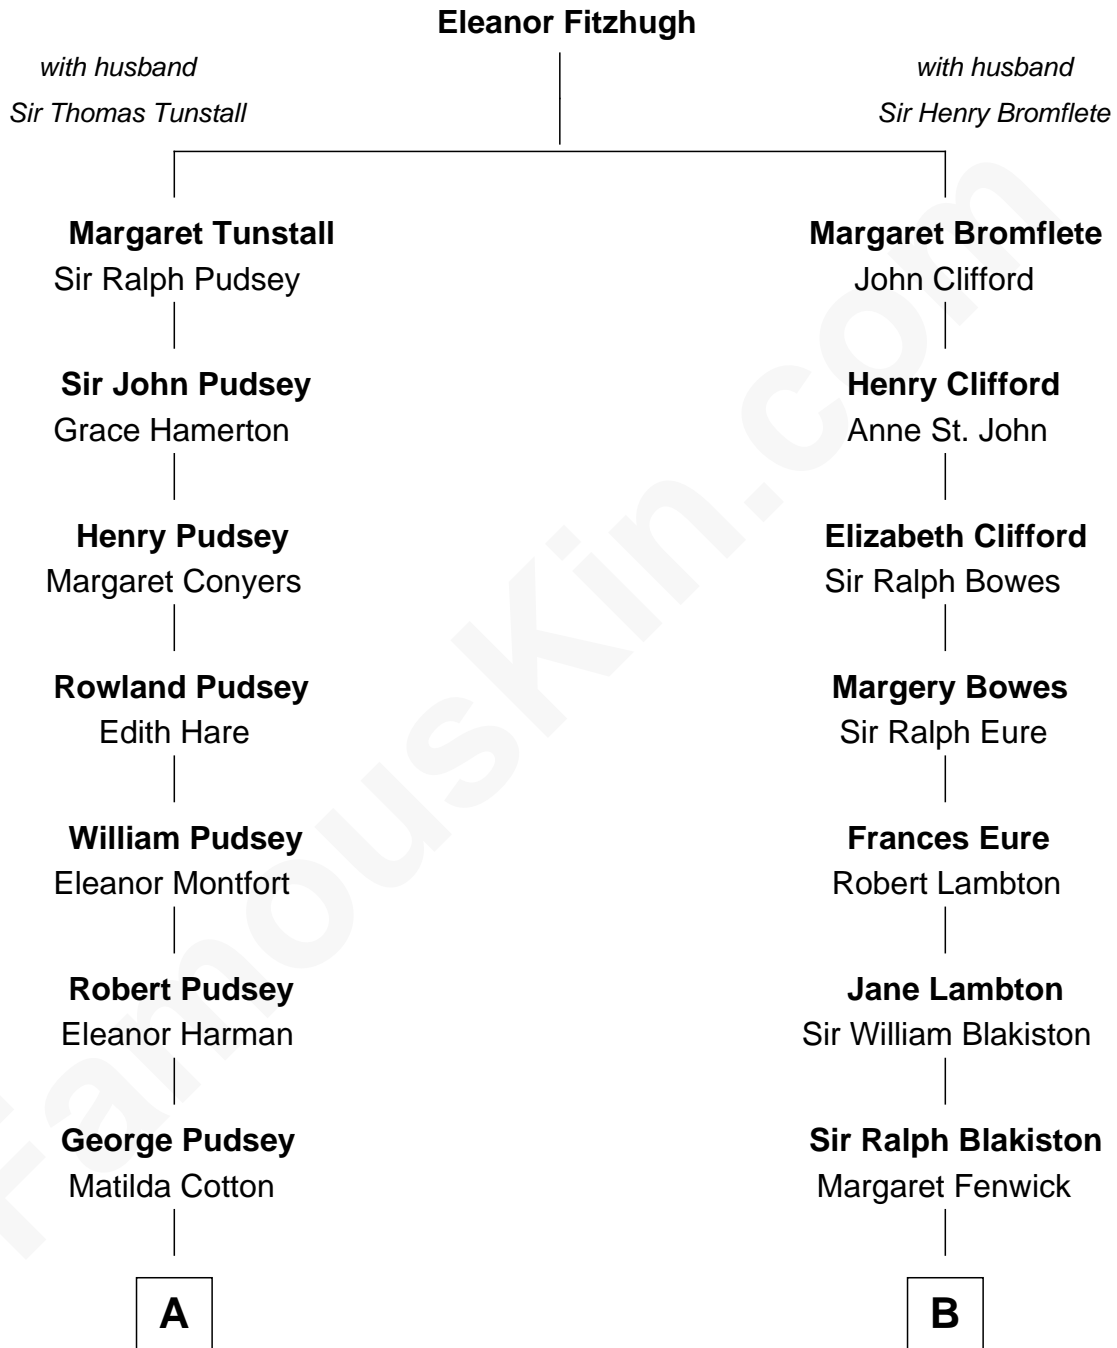 Eleanor Fitzhugh
with husband
Sir Thomas Tunstall
with husband
Sir Henry Bromflete
Margaret Tunstall
Sir Ralph Pudsey
Margaret Bromflete
John Clifford
Sir John Pudsey
Grace Hamerton
Henry Clifford
Anne St. John
Henry Pudsey
Margaret Conyers
Elizabeth Clifford
Sir Ralph Bowes
Rowland Pudsey
Edith Hare
Margery Bowes
Sir Ralph Eure
William Pudsey
Eleanor Montfort
Frances Eure
Robert Lambton
Robert Pudsey
Eleanor Harman
Jane Lambton
Sir William Blakiston
George Pudsey
Matilda Cotton
Sir Ralph Blakiston
Margaret Fenwick
A
B
FamousKin.com